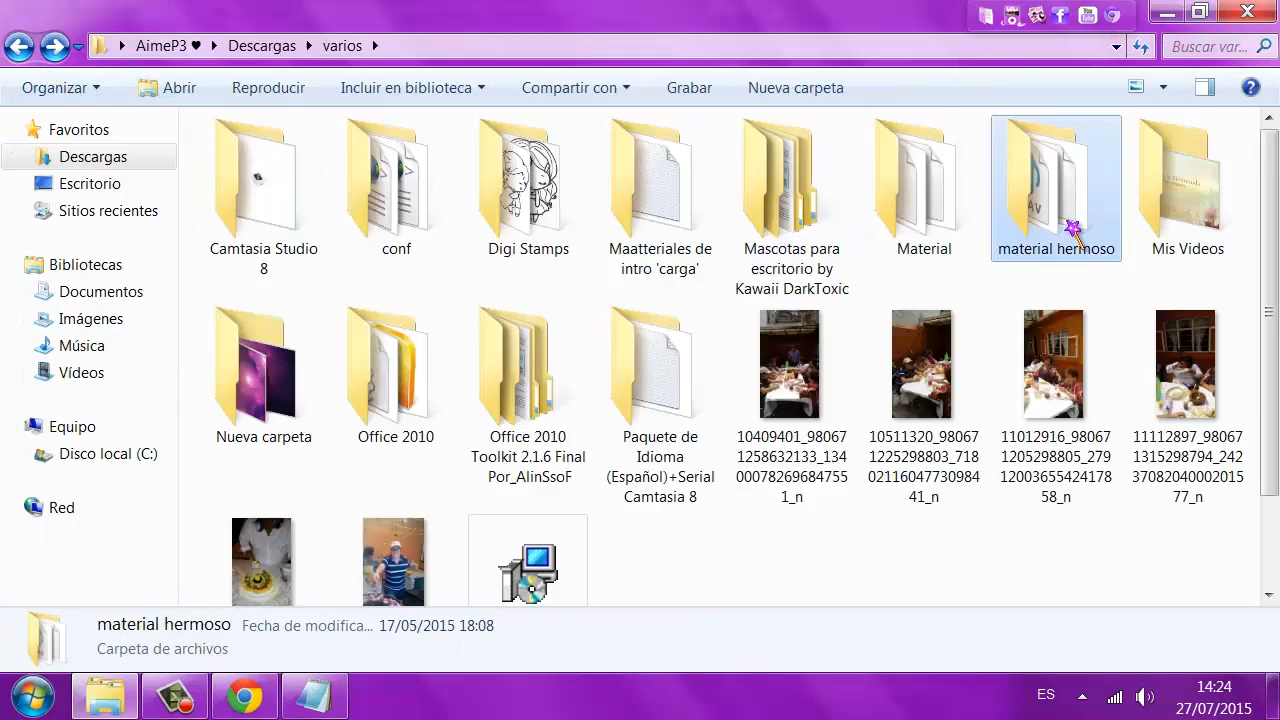 AimeP3 ♥ Descargas varios
Buscar var...
Organizar Abrir Reproducir Incluir en biblioteca Compartir con Grabar Nueva carpeta
Favoritos
Descargas
Escritorio
Sitios recientes
Bibliotecas
Documentos
Imágenes
Música
Vídeos
Equipo
Disco local (C:)
Red
Camtasia Studio
8
conf
Digi Stamps
Maatteriales de
intro 'carga'
Mascotas para
escritorio by
Kawaii DarkToxic
Material
material hermoso
Mis Videos
Nueva carpeta
Office 2010
Office 2010
Toolkit 2.1.6 Final
Por_AlinSsoF
Paquete de
Idioma
(Español)+Serial
Camtasia 8
10409401_98067
1258632133_134
000782696847​55
1_n
10511320_98067
1225298803_718
02116047730984
41_n
11012916_98067
1205298805_279
12003655424178
58_n
11112897_98067
1315298794_242
37082040002015
77_n
material hermoso Fecha de modifica... 17/05/2015 18:08
Carpeta de archivos
ES
14:24
27/07/2015